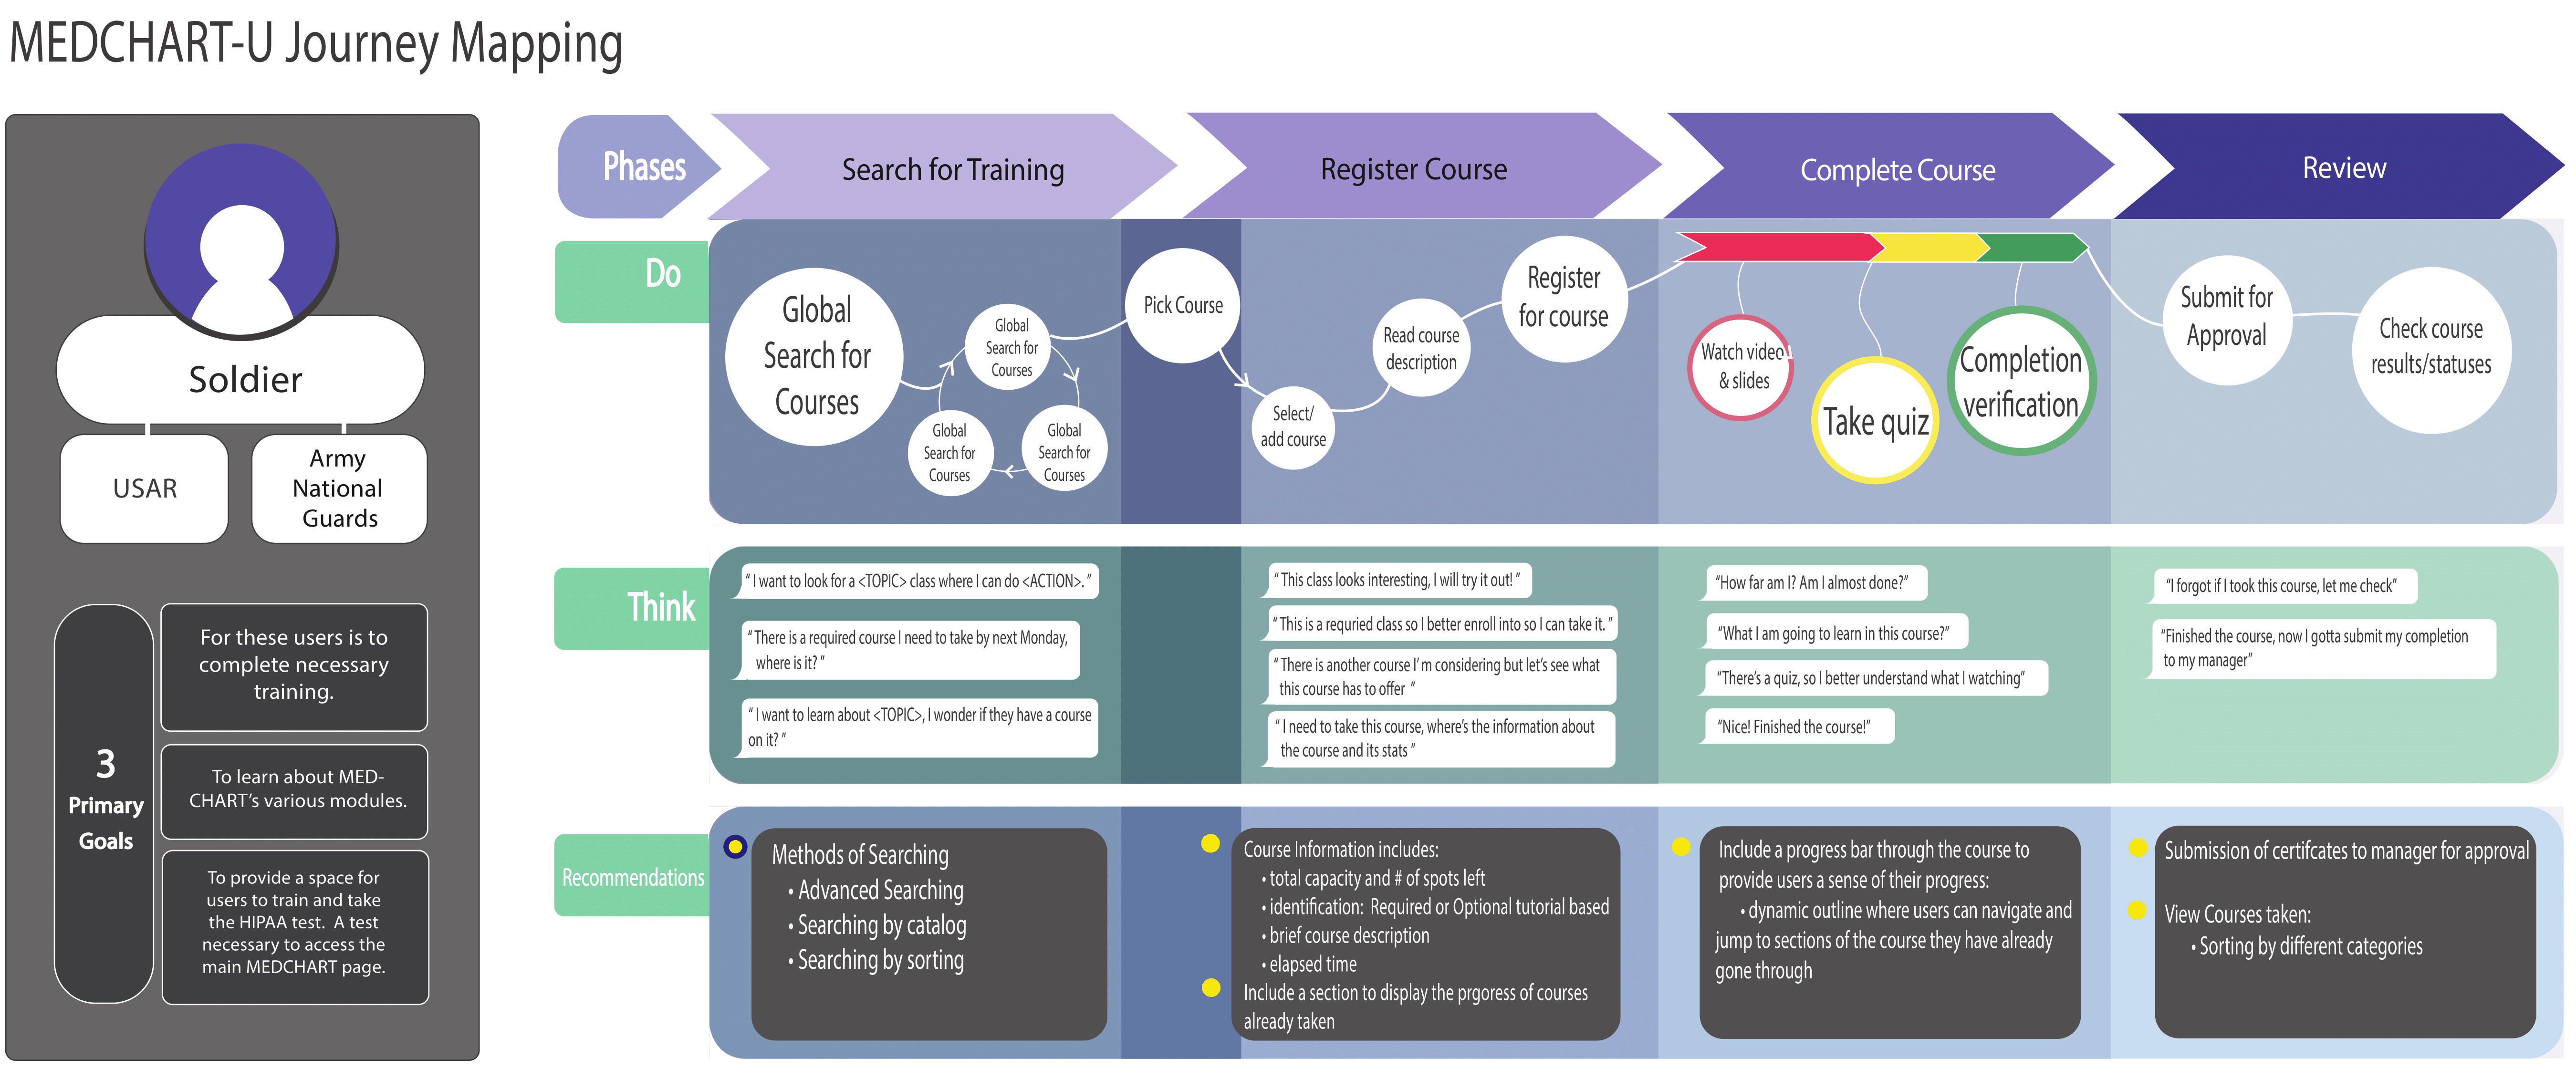 MEDCHART-U Journey Mapping
Soldier
USAR
Army
National
Guards
3
Primary
Goals
For these users is to
complete necessary
training.
To learn about MED-
CHART's various modules.
To provide a space for
users to train and take
the HIPAA test.  A test
necessary to access the
main MEDCHART page.
Phases
Search for Training
Register Course
Complete Course
Review
Do
Global
Search for
Courses
Global
Search for
Courses
Global
Search for
Courses
Global
Search for
Courses
Pick Course
Select/
add course
Read course
description
Register
for course
Watch video
& slides
Take quiz
Completion
verification
Submit for
Approval
Check course
results/statuses
Think
“ I want to look for a <TOPIC> class where I can do <ACTION>. ”
“ There is a required course I need to take by next Monday,
where is it? ”
“ I want to learn about <TOPIC>, I wonder if they have a course
on it? ”
“ This class looks interesting, I will try it out! ”
“ This is a requried class so I better enroll into so I can take it. ”
“ There is another course I'm considering but let's see what
this course has to offer  ”
“ I need to take this course, where's the information about
the course and its stats ”
“How far am I? Am I almost done?”
“What I am going to learn in this course?”
“There's a quiz, so I better understand what I watching”
“Nice! Finished the course!”
“I forgot if I took this course, let me check”
“Finished the course, now I gotta submit my completion
to my manager”
Recommendations
Methods of Searching
• Advanced Searching
• Searching by catalog
• Searching by sorting
Course Information includes:
• total capacity and # of spots left
• identification:  Required or Optional tutorial based
• brief course description
• elapsed time
Include a section to display the prgoress of courses
already taken
Include a progress bar through the course to
provide users a sense of their progress:
• dynamic outline where users can navigate and
jump to sections of the course they have already
gone through
Submission of certifcates to manager for approval
View Courses taken:
• Sorting by different categories